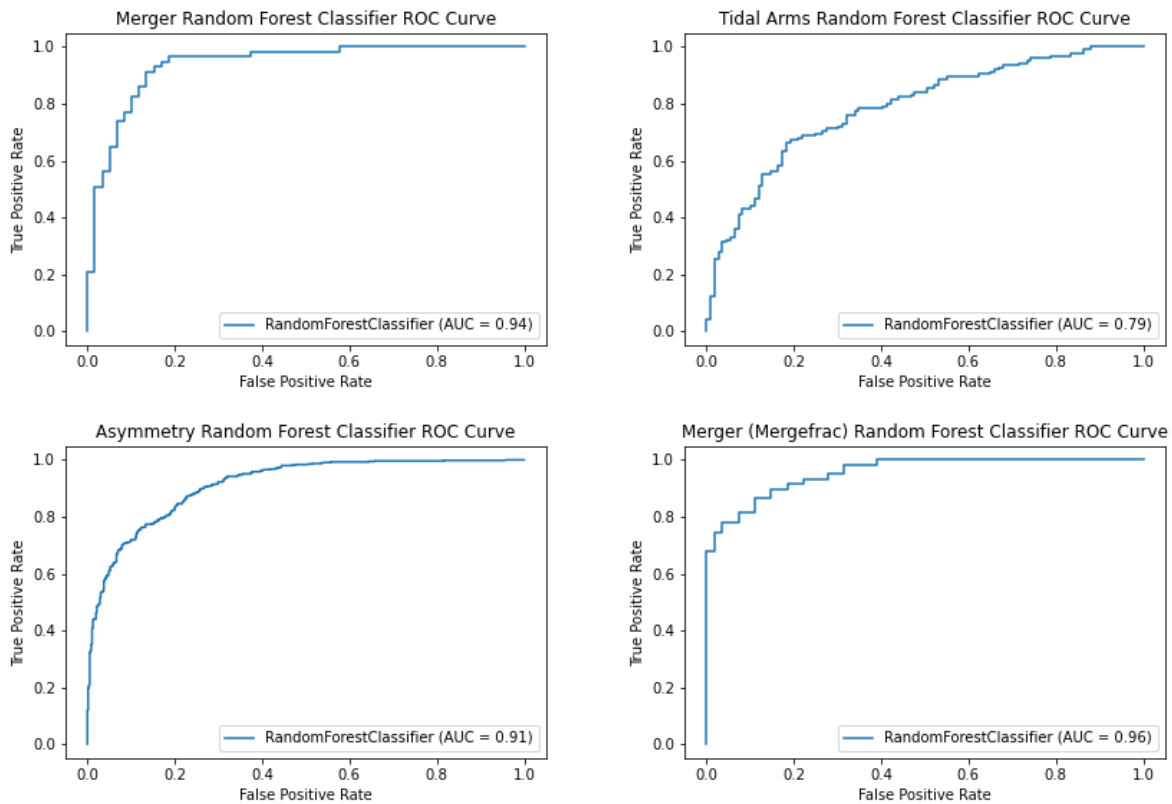 Merger Random Forest Classifier ROC Curve
1.0
0.8
0.6
0.4
0.2
0.0
True Positive Rate
RandomForestClassifier (AUC = 0.94)
0.0 0.2 0.4 0.6 0.8 1.0
False Positive Rate
Tidal Arms Random Forest Classifier ROC Curve
1.0
0.8
0.6
0.4
0.2
0.0
True Positive Rate
RandomForestClassifier (AUC = 0.79)
0.0 0.2 0.4 0.6 0.8 1.0
False Positive Rate
Asymmetry Random Forest Classifier ROC Curve
1.0
0.8
0.6
0.4
0.2
0.0
True Positive Rate
RandomForestClassifier (AUC = 0.91)
0.0 0.2 0.4 0.6 0.8 1.0
False Positive Rate
Merger (Mergefrac) Random Forest Classifier ROC Curve
1.0
0.8
0.6
0.4
0.2
0.0
True Positive Rate
RandomForestClassifier (AUC = 0.96)
0.0 0.2 0.4 0.6 0.8 1.0
False Positive Rate